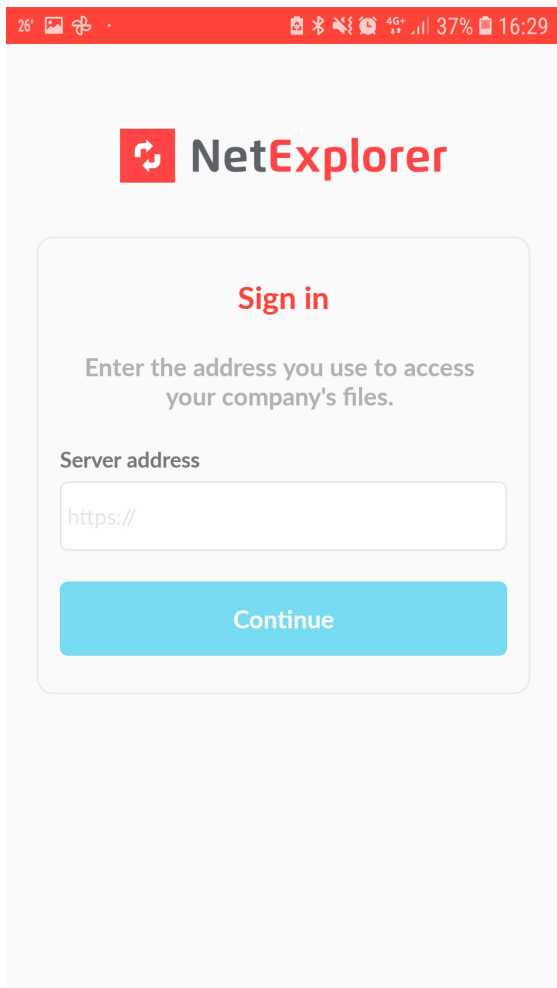 26° 4G+ 37% 16:29
NetExplorer
Sign in
Enter the address you use to access
your company's files.
Server address
https://
Continue